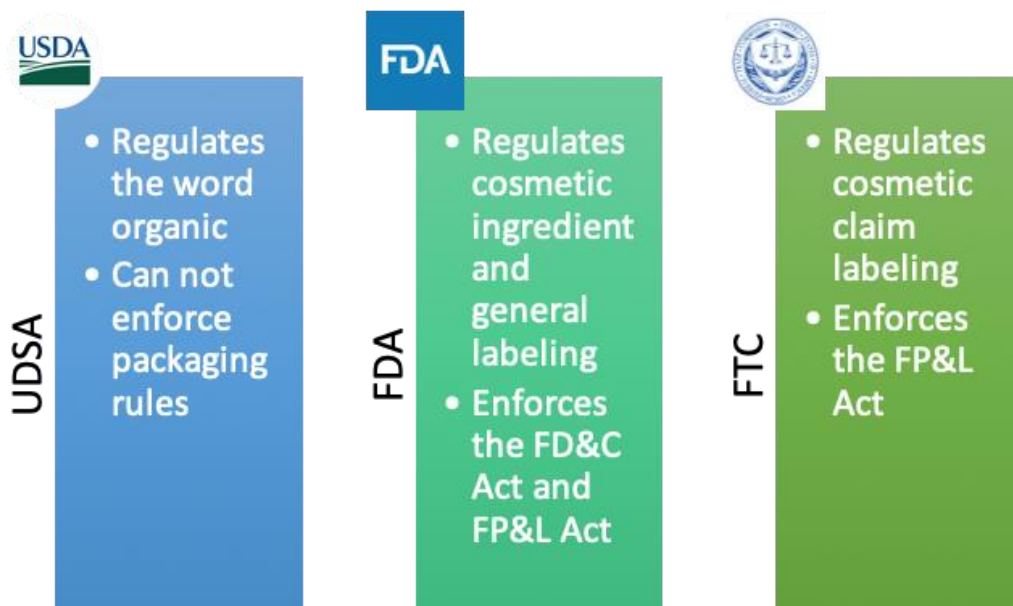 USDA
UDSA
• Regulates
the word
organic
• Can not
enforce
packaging
rules
FDA
FDA
• Regulates
cosmetic
ingredient
and
general
labeling
• Enforces
the FD&C
Act and
FP&L Act
FTC
• Regulates
cosmetic
claim
labeling
• Enforces
the FP&L
Act